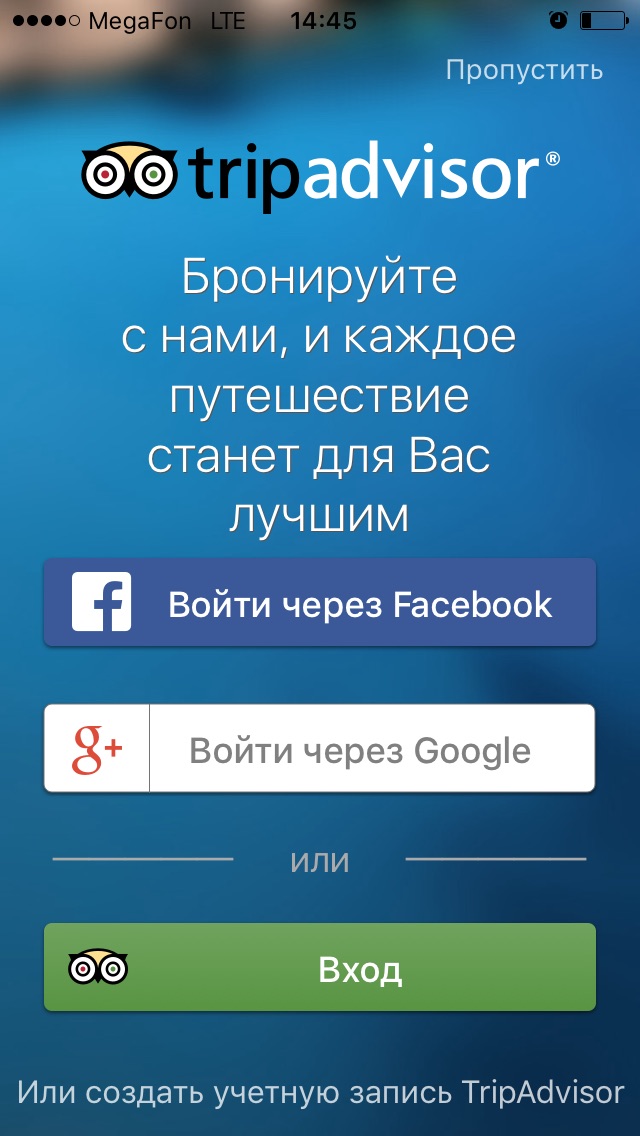 MegaFon LTE 14:45
Пропустить
tripadvisor®
Бронируйте
с нами, и каждое
путешествие
станет для Вас
лучшим
Войти через Facebook
g+ Войти через Google
или
Вход
Или создать учетную запись TripAdvisor